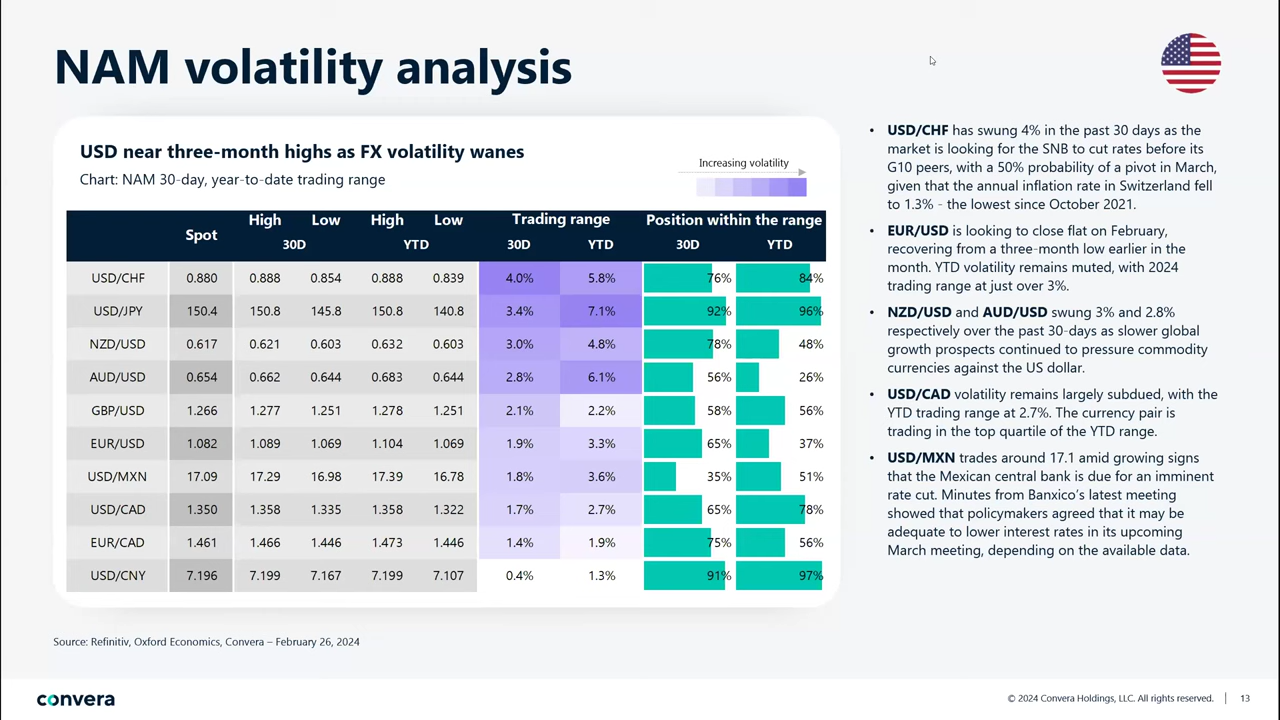 NAM volatility analysis
USD near three-month highs as FX volatility wanes
Chart: NAM 30-day, year-to-date trading range
Increasing volatility
Spot High Low High Low Trading range Position within the range
30D YTD 30D YTD 30D YTD
USD/CHF 0.880 0.888 0.854 0.888 0.839 4.0% 5.8% 76% 84%
USD/JPY 150.4 150.8 145.8 150.8 140.8 3.4% 7.1% 92% 96%
NZD/USD 0.617 0.621 0.603 0.632 0.603 3.0% 4.8% 78% 48%
AUD/USD 0.654 0.662 0.644 0.683 0.644 2.8% 6.1% 56% 26%
GBP/USD 1.266 1.277 1.251 1.278 1.251 2.1% 2.2% 58% 56%
EUR/USD 1.082 1.089 1.069 1.104 1.069 1.9% 3.3% 65% 37%
USD/MXN 17.09 17.29 16.98 17.39 16.78 1.8% 3.6% 35% 51%
USD/CAD 1.350 1.358 1.335 1.358 1.322 1.7% 2.7% 65% 78%
EUR/CAD 1.461 1.466 1.446 1.473 1.446 1.4% 1.9% 75% 56%
USD/CNY 7.196 7.199 7.167 7.199 7.107 0.4% 1.3% 91% 97%
• USD/CHF has swung 4% in the past 30 days as the
market is looking for the SNB to cut rates before its
G10 peers, with a 50% probability of a pivot in March,
given that the annual inflation rate in Switzerland fell
to 1.3% - the lowest since October 2021.
• EUR/USD is looking to close flat on February,
recovering from a three-month low earlier in the
month. YTD volatility remains muted, with 2024
trading range at just over 3%.
• NZD/USD and AUD/USD swung 3% and 2.8%
respectively over the past 30-days as slower global
growth prospects continued to pressure commodity
currencies against the US dollar.
• USD/CAD volatility remains largely subdued, with the
YTD trading range at 2.7%. The currency pair is
trading in the top quartile of the YTD range.
• USD/MXN trades around 17.1 amid growing signs
that the Mexican central bank is due for an imminent
rate cut. Minutes from Banxico's latest meeting
showed that policymakers agreed that it may be
adequate to lower interest rates in its upcoming
March meeting, depending on the available data.
Source: Refinitiv, Oxford Economics, Convera – February 26, 2024
convera
© 2024 Convera Holdings, LLC. All rights reserved. | 13